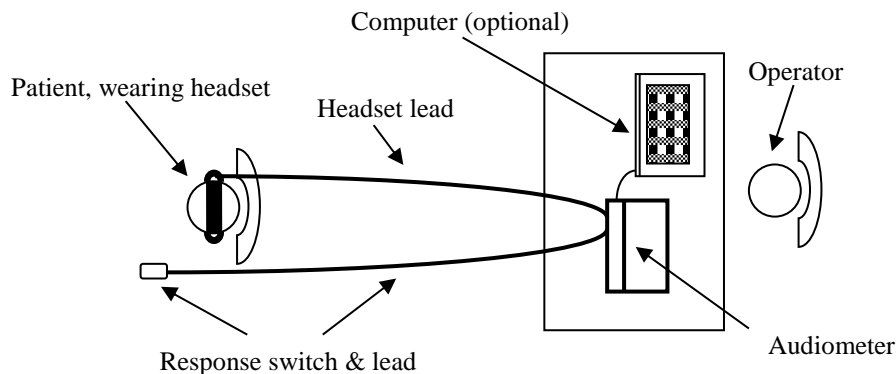 Computer (optional)
Operator
Patient, wearing headset
Headset lead
Audiometer
Response switch & lead